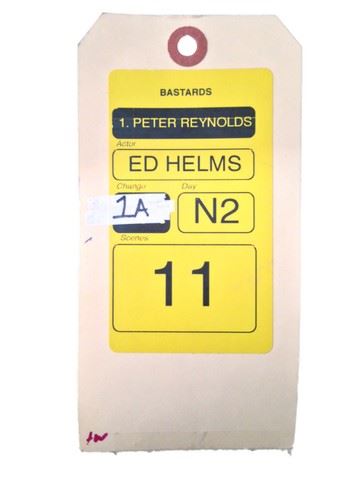 BASTARDS
1. PETER REYNOLDS
Actor
ED HELMS
Change Day
1A N2
Scenes
11